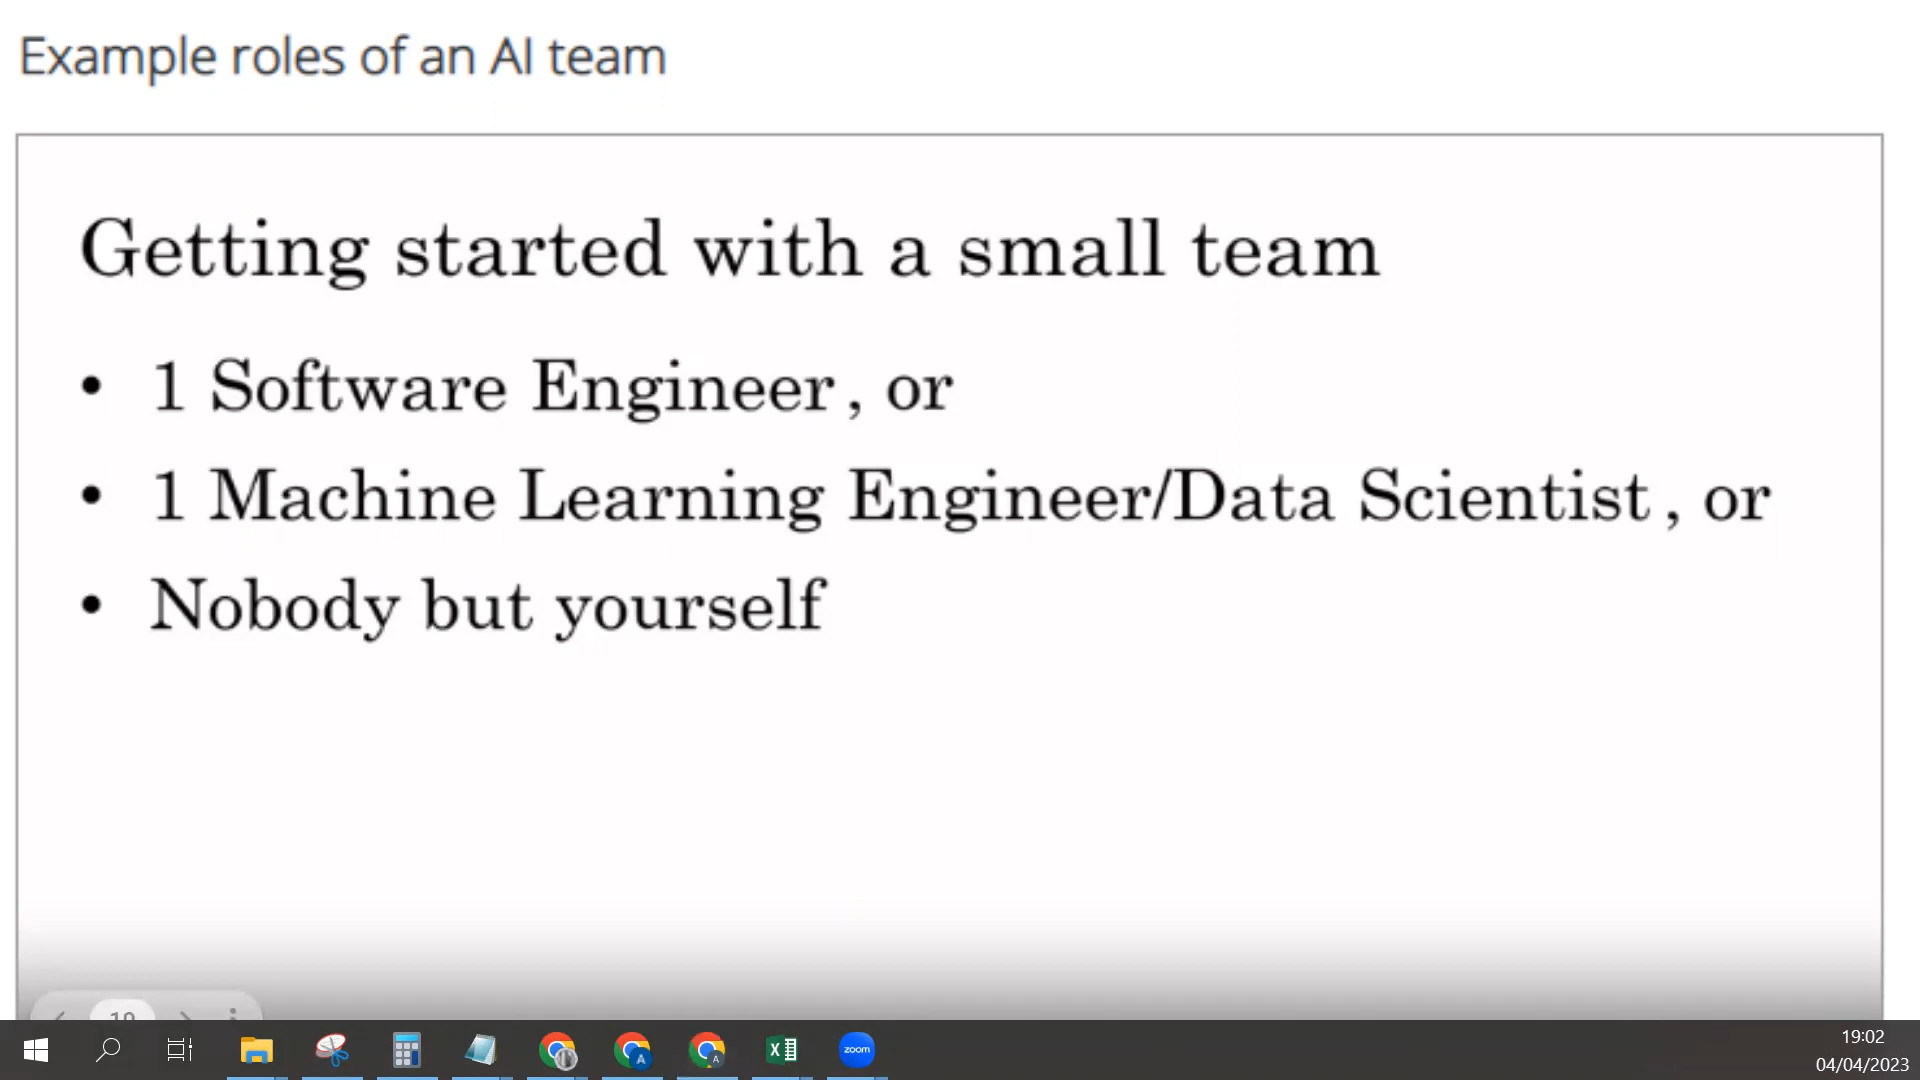 Example roles of an AI team
Getting started with a small team
• 1 Software Engineer, or
• 1 Machine Learning Engineer/Data Scientist, or
• Nobody but yourself
A
A
X
zoom
19:02
04/04/2023